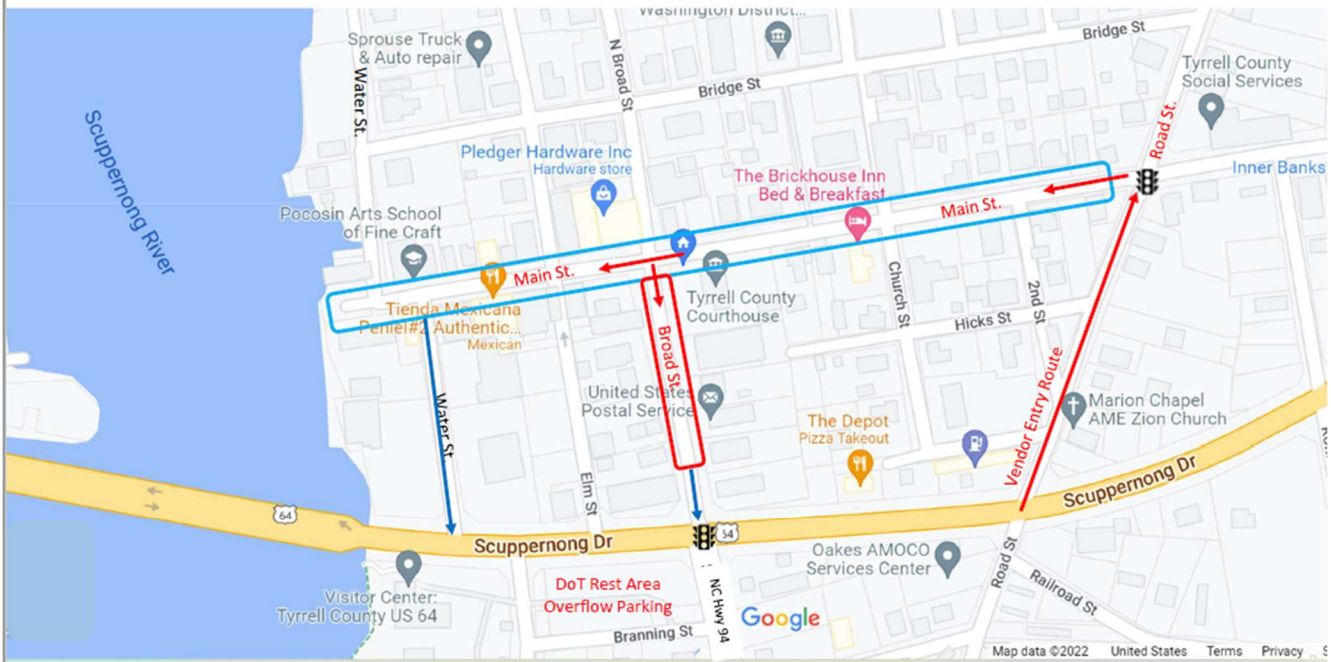 Washington District...
Bridge St
Sprouse Truck
& Auto repair
N Broad St
Tyrrell County
Social Services
Water St.
Bridge St
Road St.
Scuppernong River
Pledger Hardware Inc
Hardware store
The Brickhouse Inn
Bed & Breakfast
Inner Banks
Main St.
Pocosin Arts School
of Fine Craft
Main St.
Tyrrell County
Courthouse
Church St
2nd St
Hicks St
Tienda Mexicana
Peniel#2 Authentic...
Mexican
Broad St.
United States
Postal Service
Water St
Elm St
The Depot
Pizza Takeout
Vendor Entry Route
Marion Chapel
AME Zion Church
Scuppernong Dr
64
Scuppernong Dr
Oakes AMOCO
Services Center
Road St
Railroad St
Visitor Center:
Tyrrell County US 64
DoT Rest Area
Overflow Parking
NC Hwy 94
Google
Branning St
Map data ©2022 United States Terms Privacy